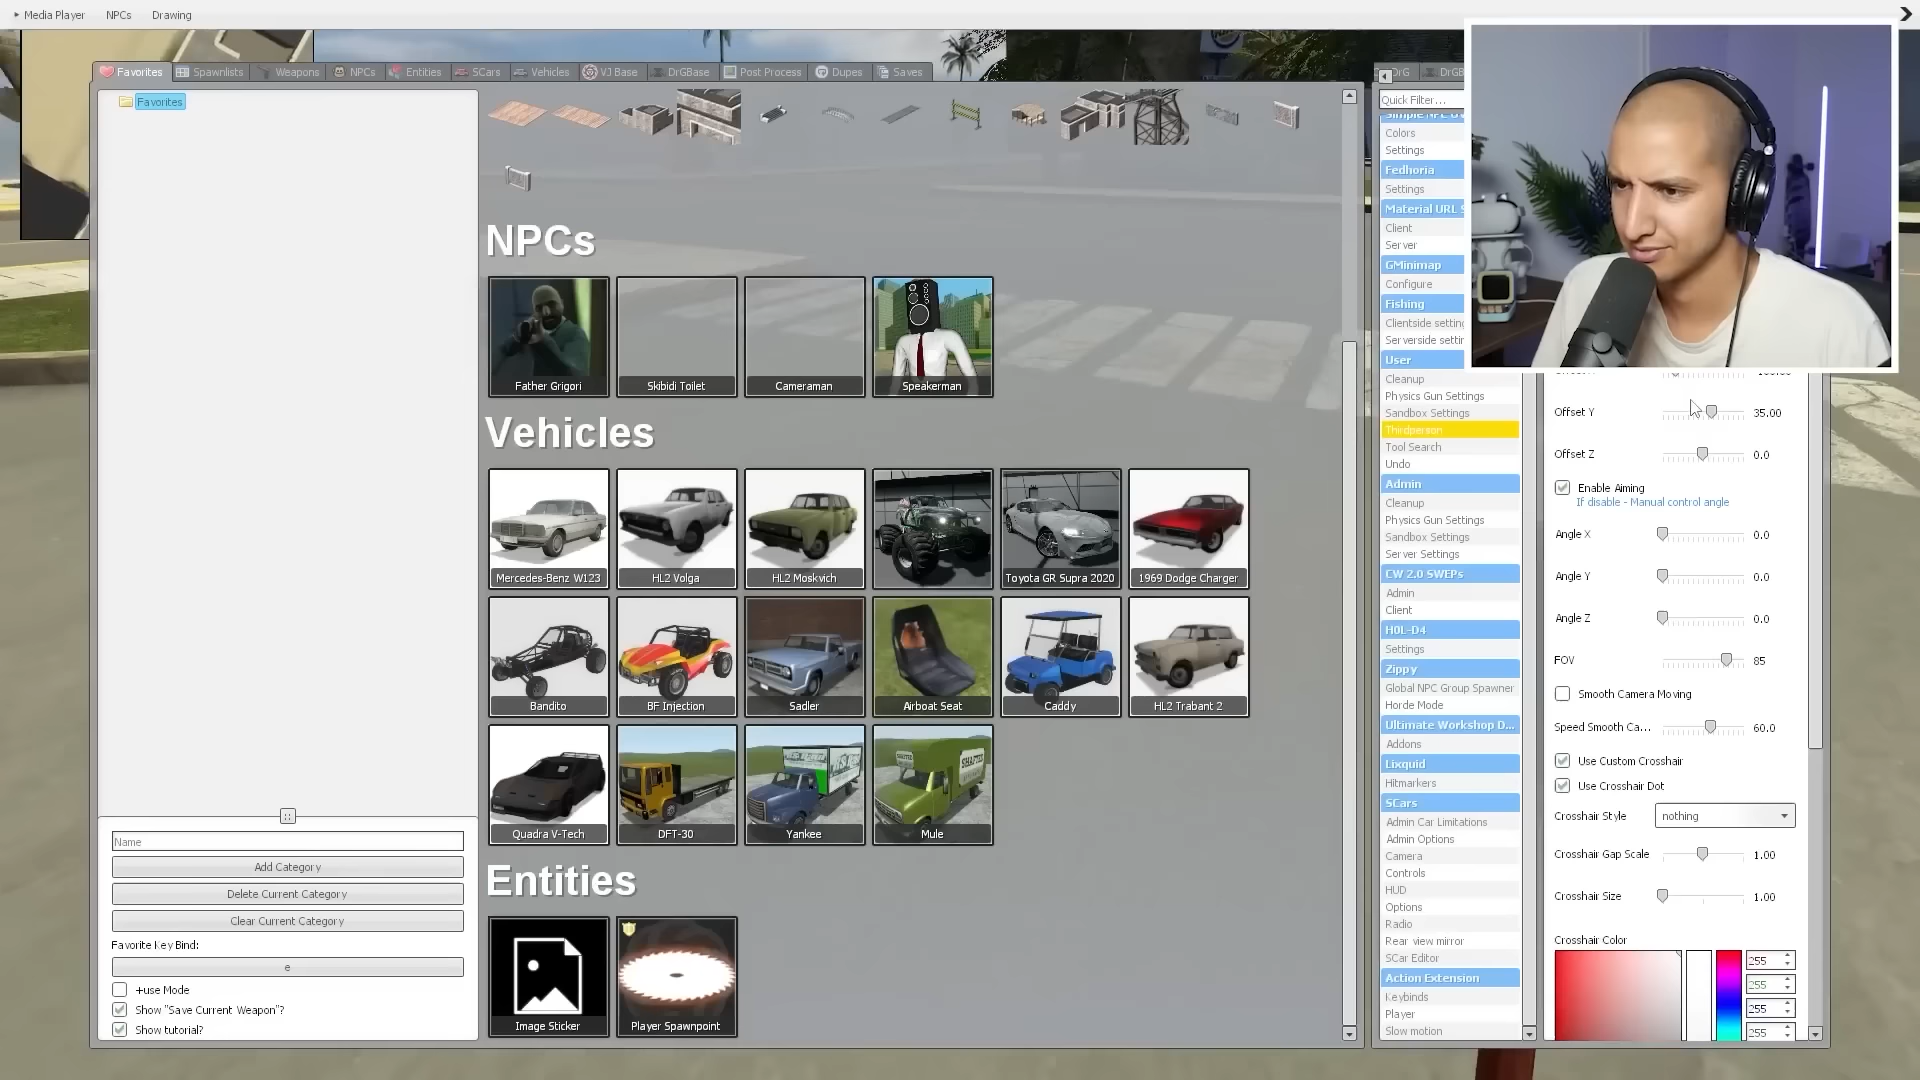 Media Player NPCs Drawing
Favorites Spawnlists Weapons NPCs Entities SCars Vehicles VJ Base DrGBase Post Process Dupes Saves
Favorites
Name
Add Category
Delete Current Category
Clear Current Category
Favorite Key Bind:
e
+use Mode
Show "Save Current Weapon"?
Show tutorial?
NPCs
Father Grigori Skibidi Toilet Cameraman Speakerman
Vehicles
Mercedes-Benz W123 HL2 Volga HL2 Moskvich Toyota GR Supra 2020 1969 Dodge Charger
Bandito BF Injection Sadler Airboat Seat Caddy HL2 Trabant 2
Quadra V-Tech DFT-30 Yankee Mule
Entities
Image Sticker Player Spawnpoint
Quick Filter...
Colors
Settings
Fedhoria
Settings
Material URL
Client
Server
GMinimap
Configure
Fishing
Clientside
Serverside
User
Cleanup
Physics Gun Settings
Sandbox Settings
Thirdperson
Tool Search
Undo
Admin
Cleanup
Physics Gun Settings
Sandbox Settings
Server Settings
CW 2.0 SWEPs
Admin
Client
H0L-D4
Settings
Zippy
Global NPC Group Spawner
Horde Mode
Ultimate Workshop D...
Addons
Lixquid
Hitmarkers
SCars
Admin Car Limitations
Admin Options
Camera
Controls
HUD
Options
Radio
Rear view mirror
SCar Editor
Action Extension
Keybinds
Player
Slow motion
Offset Y 35.00
Offset Z 0.0
Enable Aiming
If disable - Manual control angle
Angle X 0.0
Angle Y 0.0
Angle Z 0.0
FOV 85
Smooth Camera Moving
Speed Smooth Ca... 60.0
Use Custom Crosshair
Use Crosshair Dot
Crosshair Style nothing
Crosshair Gap Scale 1.00
Crosshair Size 1.00
Crosshair Color
255
255
255
255